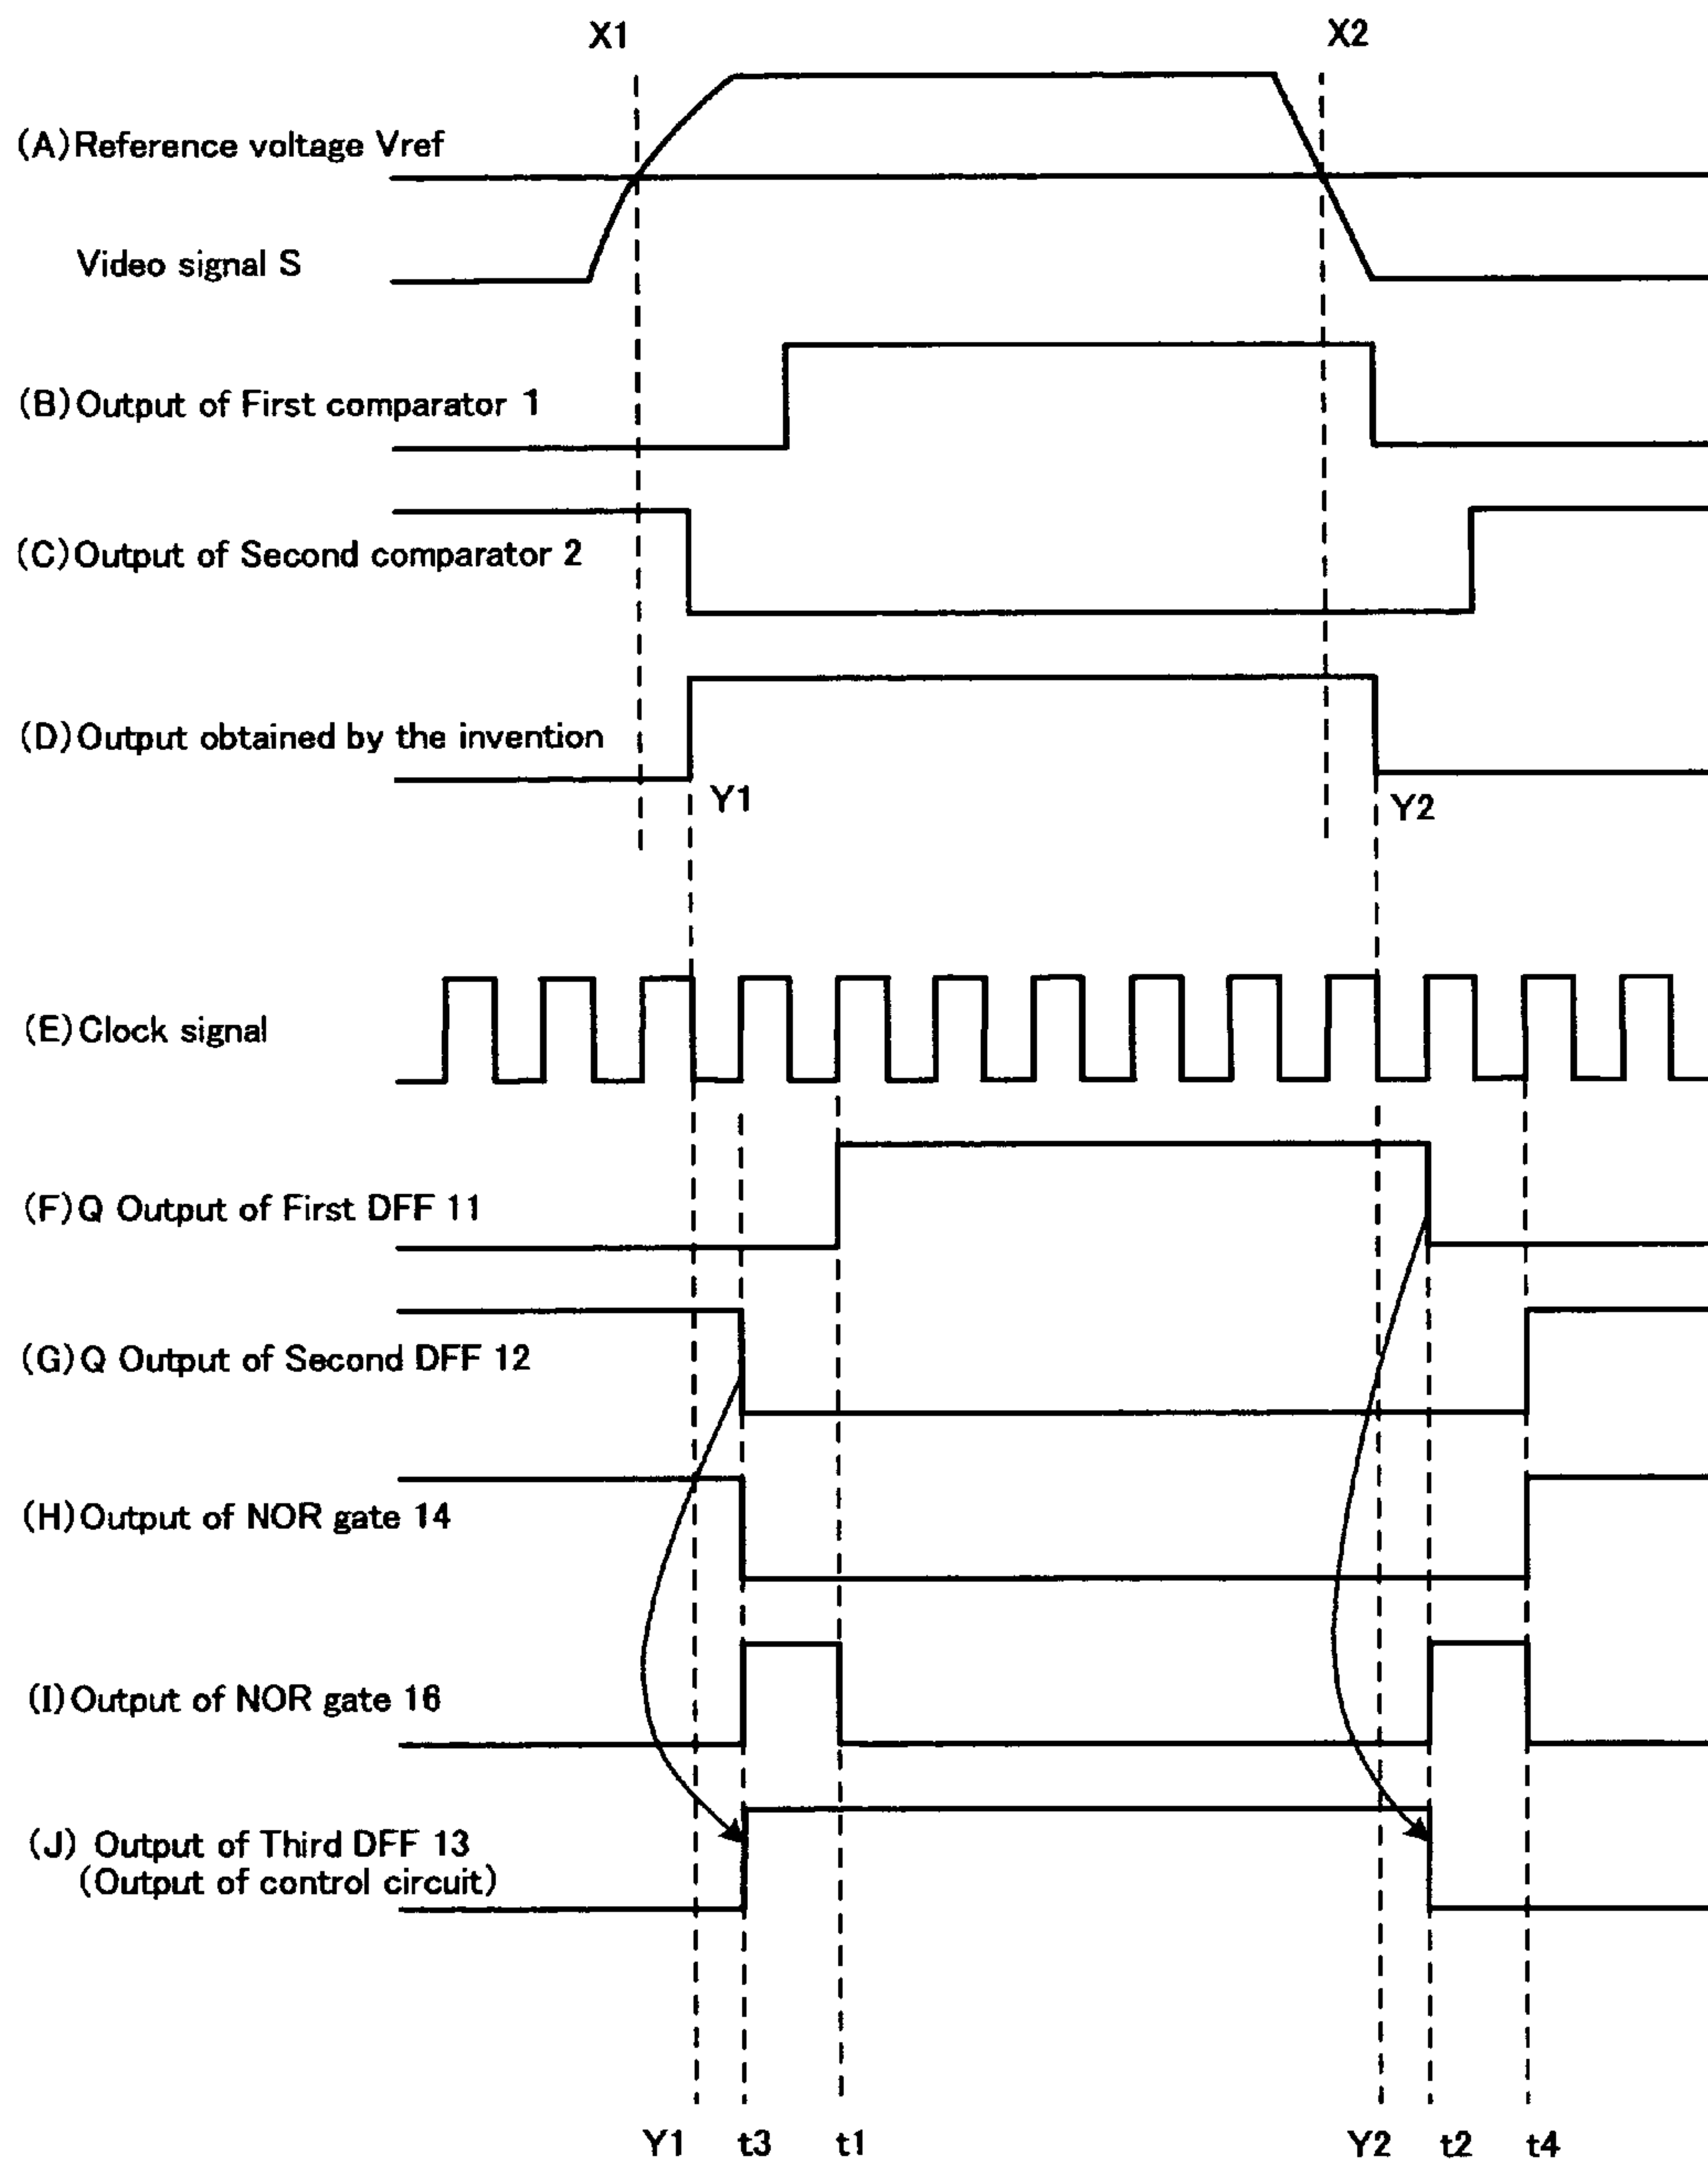 X1 X2
(A)Reference voltage Vref
Video signal S
(B)Output of First comparator 1
(C)Output of Second comparator 2
(D)Output obtained by the invention
Y1 Y2
(E)Clock signal
(F)Q Output of First DFF 11
(G)Q Output of Second DFF 12
(H)Output of NOR gate 14
(I)Output of NOR gate 16
(J) Output of Third DFF 13
(Output of control circuit)
Y1 t3 t1 Y2 t2 t4